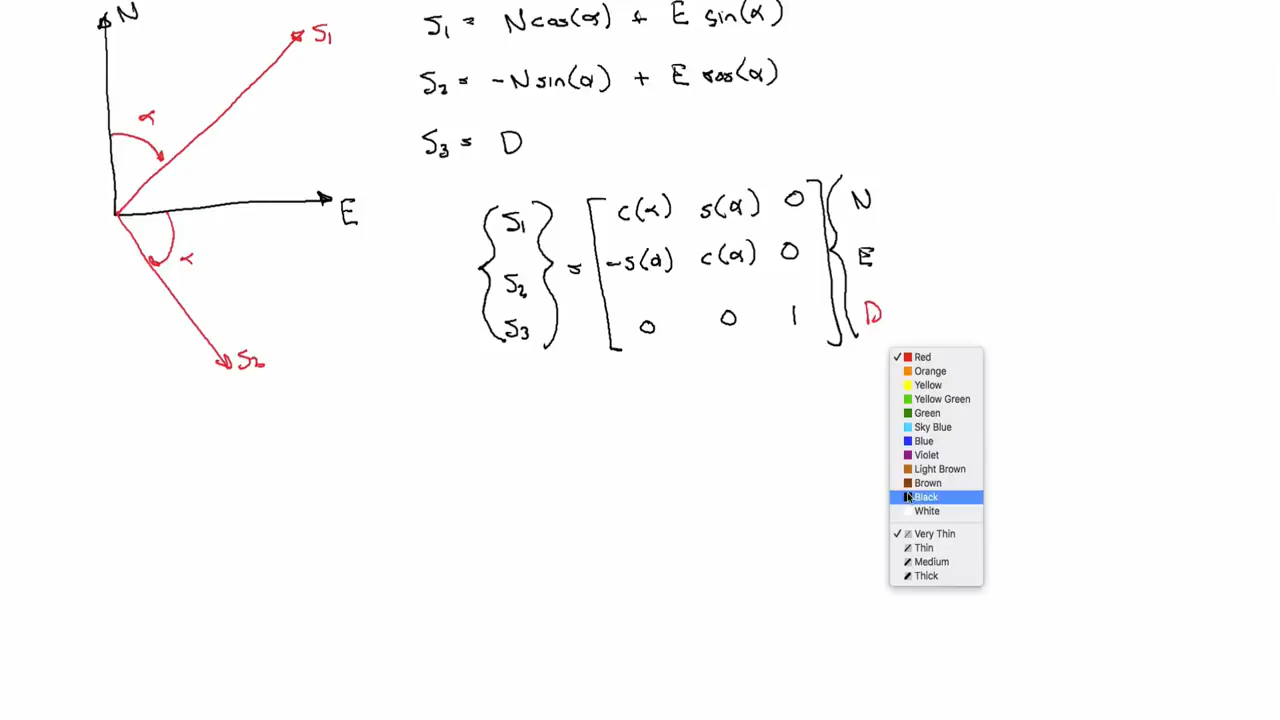 N
S₁
α
E
α
S₂
S₁ = N cos(α) + E sin(α)
S₂ = -N sin(α) + E cos(α)
S₃ = D
S₁ c(α) s(α) 0 N
S₂ = -s(α) c(α) 0 E
S₃ 0 0 1 D
Red
Orange
Yellow
Yellow Green
Green
Sky Blue
Blue
Violet
Light Brown
Brown
Black
White
Very Thin
Thin
Medium
Thick